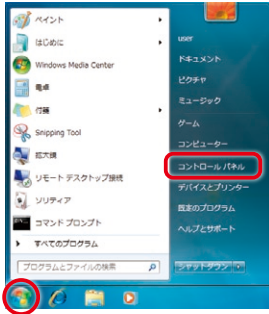 ペイント
はじめに
Windows Media Center
電卓
付箋
Snipping Tool
拡大鏡
リモート デスクトップ接続
ソリティア
コマンド プロンプト
すべてのプログラム
プログラムとファイルの検索
user
ドキュメント
ピクチャ
ミュージック
ゲーム
コンピューター
コントロール パネル
デバイスとプリンター
既定のプログラム
ヘルプとサポート
シャットダウン